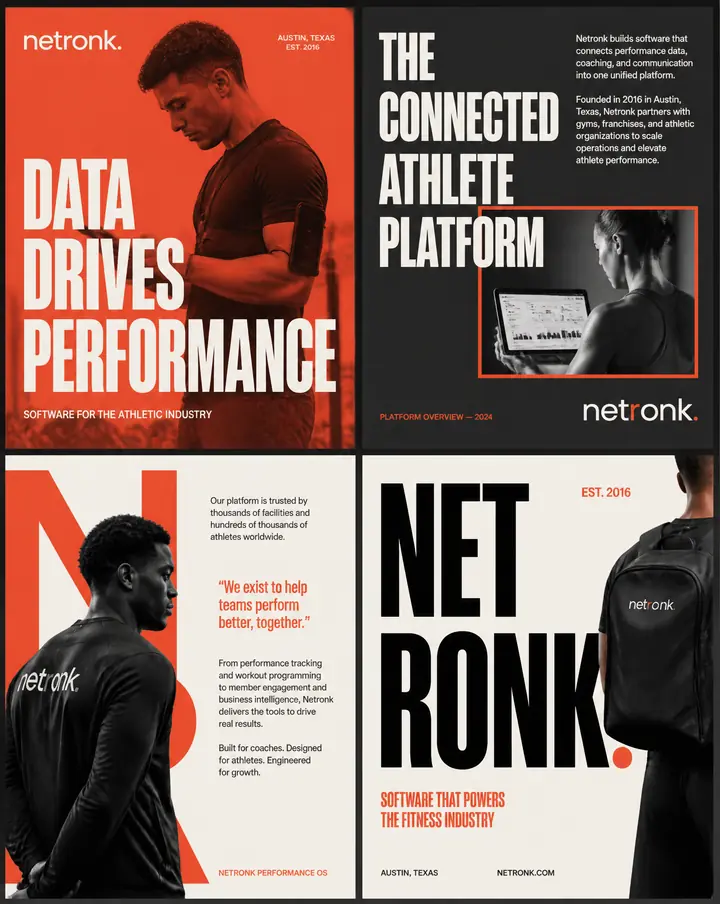 netronk.
AUSTIN, TEXAS
EST. 2016
DATA
DRIVES
PERFORMANCE
SOFTWARE FOR THE ATHLETIC INDUSTRY
THE
CONNECTED
ATHLETE
PLATFORM
Netronk builds software that
connects performance data,
coaching, and communication
into one unified platform.
Founded in 2016 in Austin,
Texas, Netronk partners with
gyms, franchises, and athletic
organizations to scale
operations and elevate
athlete performance.
PLATFORM OVERVIEW — 2024
netronk.
N
R
netronk.
Our platform is trusted by
thousands of facilities and
hundreds of thousands of
athletes worldwide.
“We exist to help
teams perform
better, together.”
From performance tracking
and workout programming
to member engagement and
business intelligence, Netronk
delivers the tools to drive
real results.
Built for coaches. Designed
for athletes. Engineered
for growth.
NETRONK PERFORMANCE OS
NET
RONK.
EST. 2016
netronk.
SOFTWARE THAT POWERS
THE FITNESS INDUSTRY
AUSTIN, TEXAS
NETRONK.COM